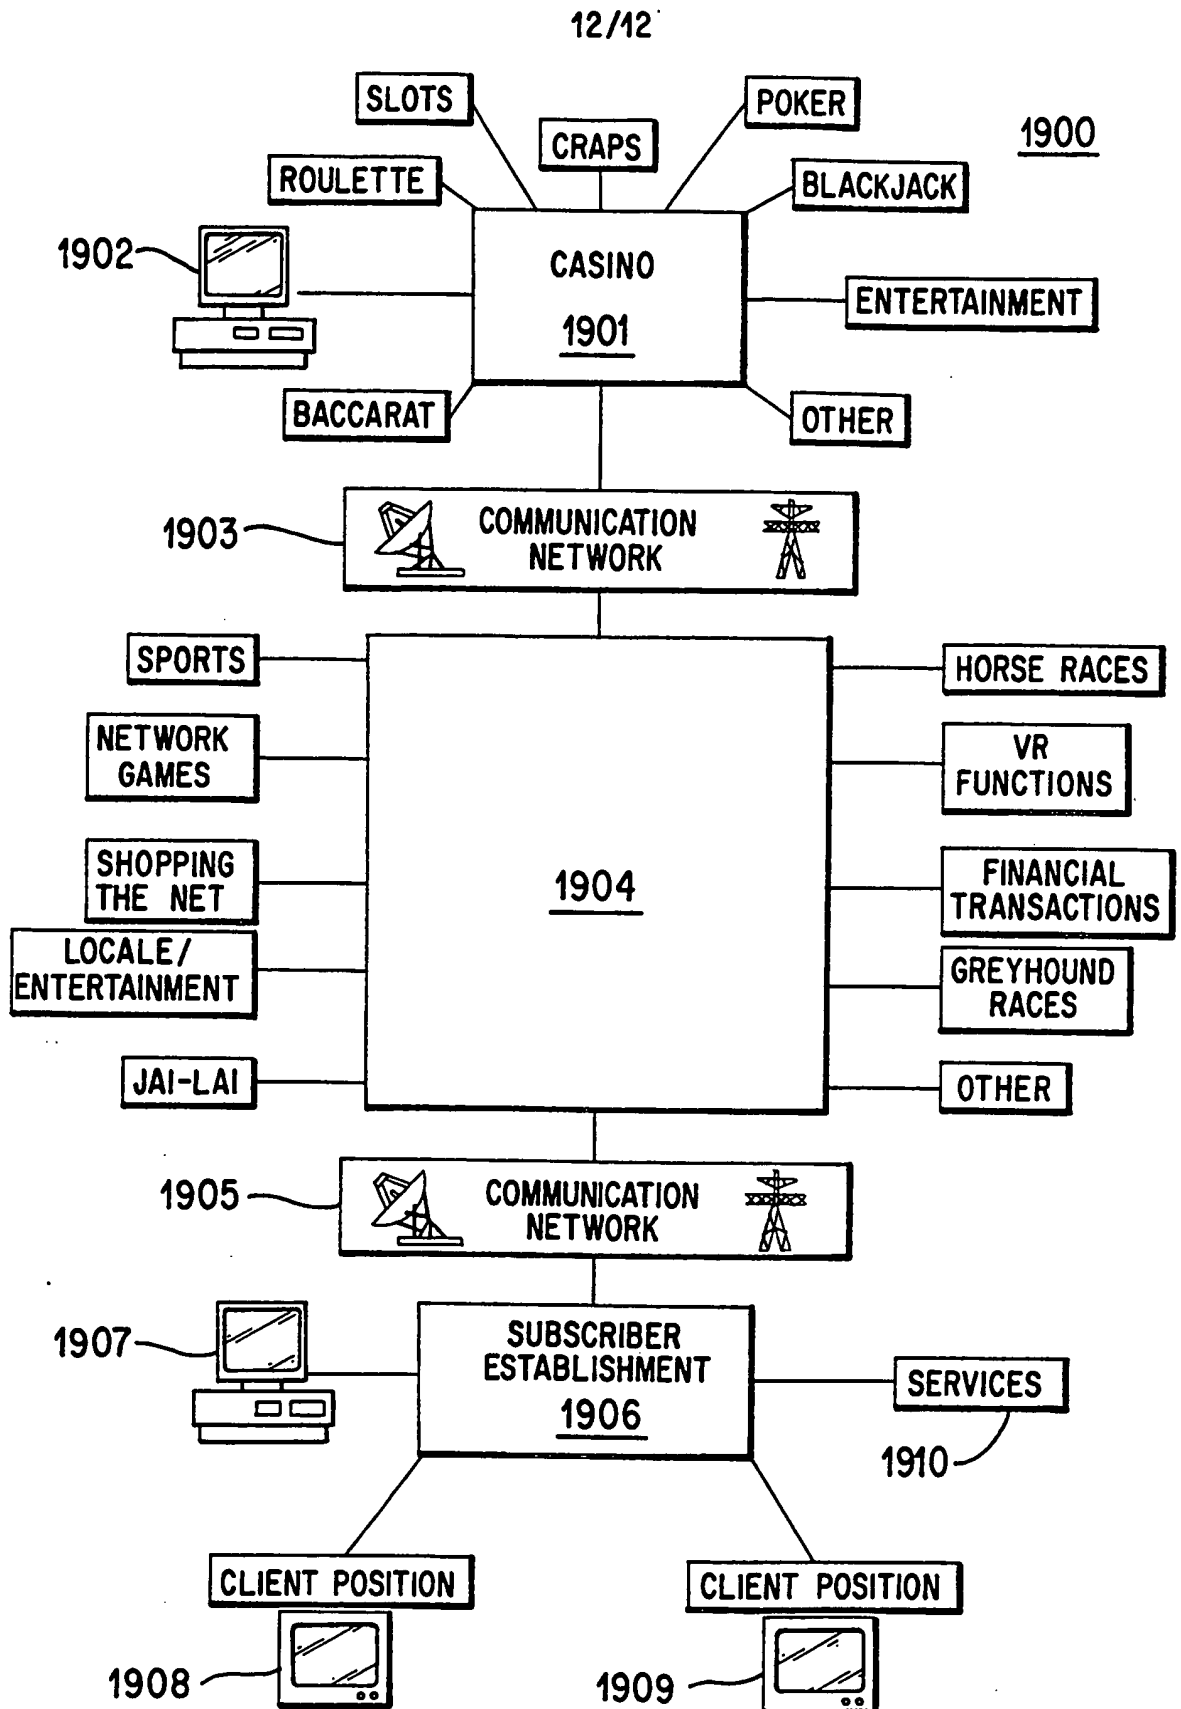 12/12
SLOTS
POKER
CRAPS
1900
ROULETTE
BLACKJACK
1902
CASINO
1901
ENTERTAINMENT
BACCARAT
OTHER
1903
COMMUNICATION
NETWORK
SPORTS
HORSE RACES
NETWORK
GAMES
VR
FUNCTIONS
SHOPPING
THE NET
1904
FINANCIAL
TRANSACTIONS
LOCALE/
ENTERTAINMENT
GREYHOUND
RACES
JAI-LAI
OTHER
1905
COMMUNICATION
NETWORK
1907
SUBSCRIBER
ESTABLISHMENT
1906
SERVICES
1910
CLIENT POSITION
CLIENT POSITION
1908
1909